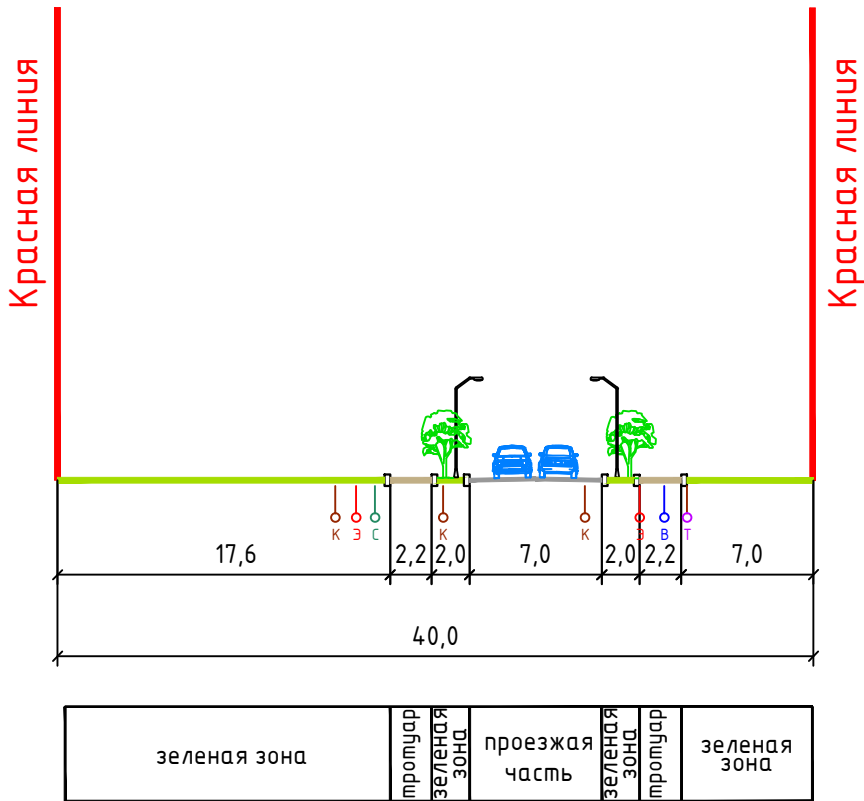 Красная линия
Красная линия
К Э С К К Э В Т
17,6 2,2 2,0 7,0 2,0 2,2 7,0
40,0
зеленая зона
тротуар
зеленая
зона
проезжая
часть
зеленая
зона
тротуар
зеленая
зона